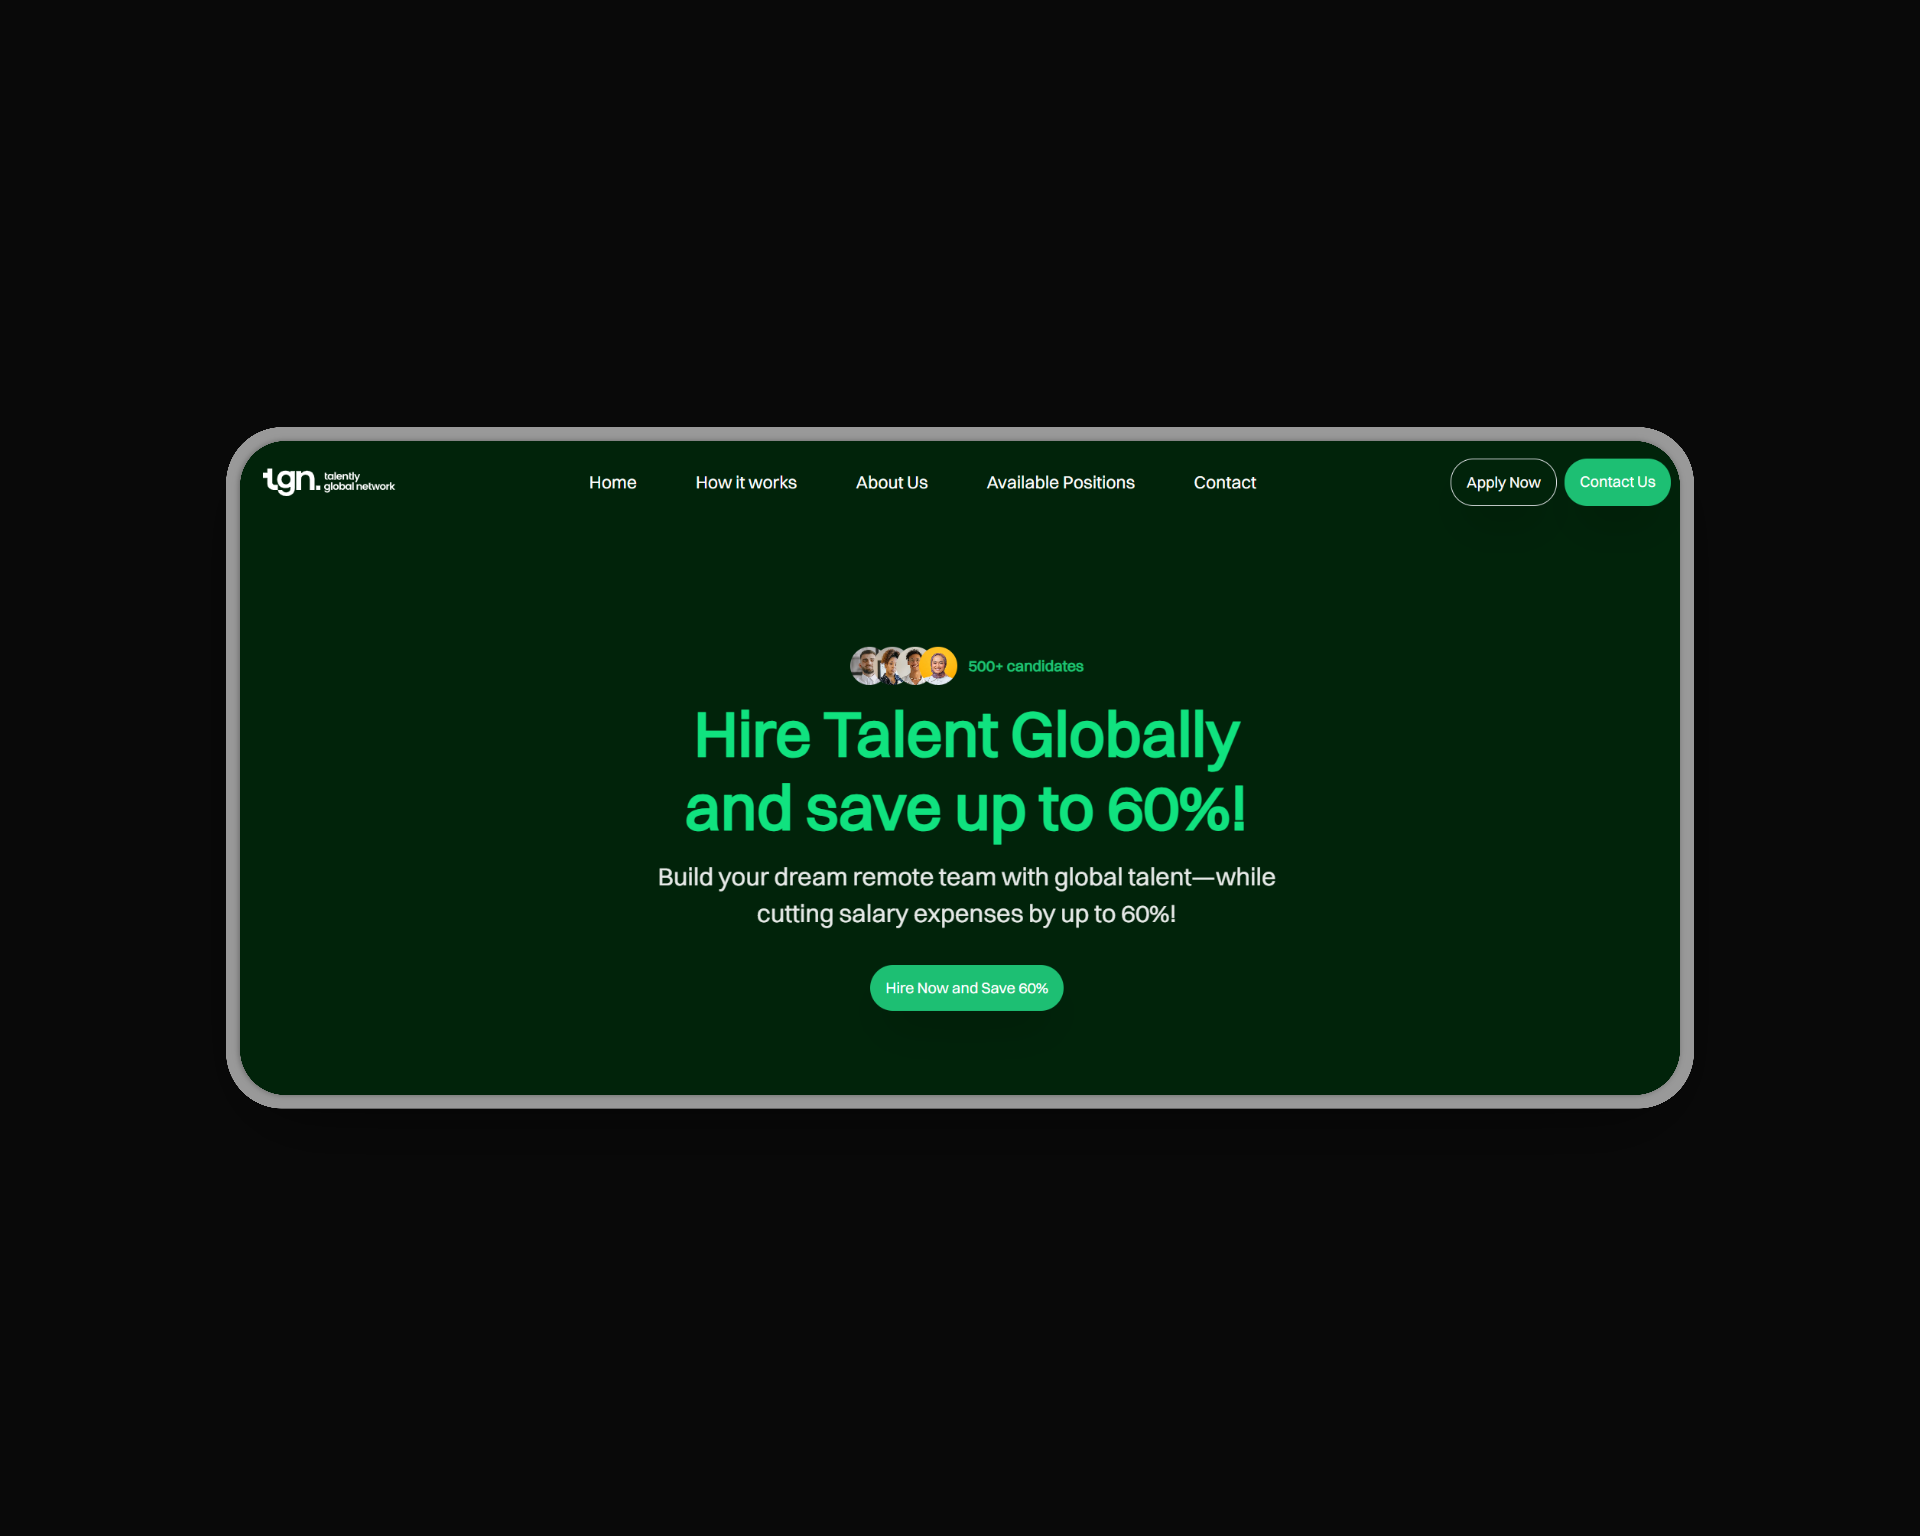 tgn.
talently
global network
Home
How it works
About Us
Available Positions
Contact
Apply Now
Contact Us
500+ candidates
Hire Talent Globally
and save up to 60%!
Build your dream remote team with global talent—while
cutting salary expenses by up to 60%!
Hire Now and Save 60%